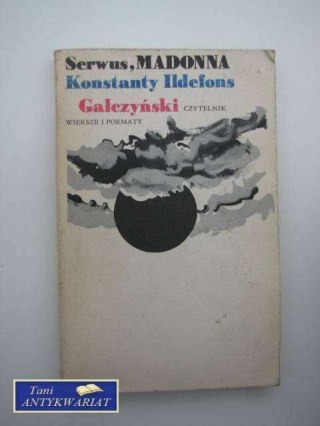 Serwus, MADONNA
Konstanty Ildefons
Gałczyński CZYTELNIK
WIERSZE I POEMATY
Tani
ANTYKWARIAT